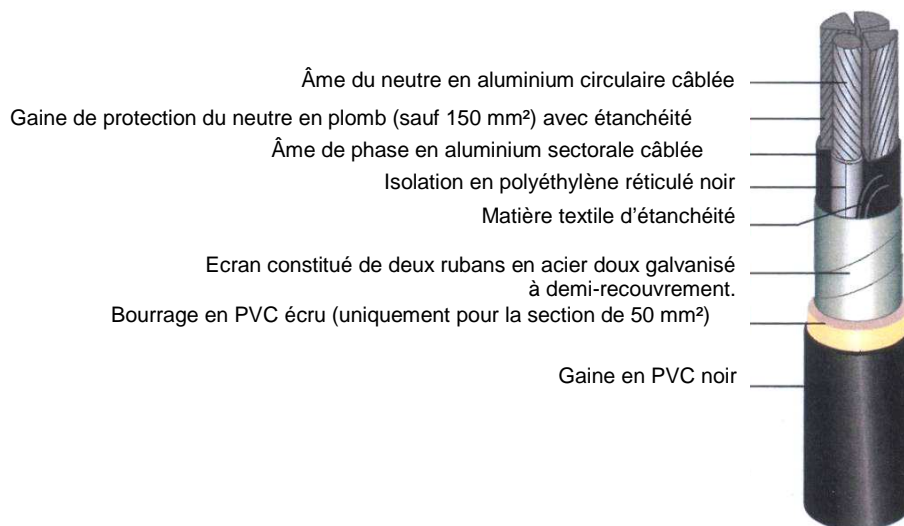 Âme du neutre en aluminium circulaire câblée
Gaine de protection du neutre en plomb (sauf 150 mm²) avec étanchéité
Âme de phase en aluminium sectorale câblée
Isolation en polyéthylène réticulé noir
Matière textile d’étanchéité
Ecran constitué de deux rubans en acier doux galvanisé
à demi-recouvrement.
Bourrage en PVC écru (uniquement pour la section de 50 mm²)
Gaine en PVC noir